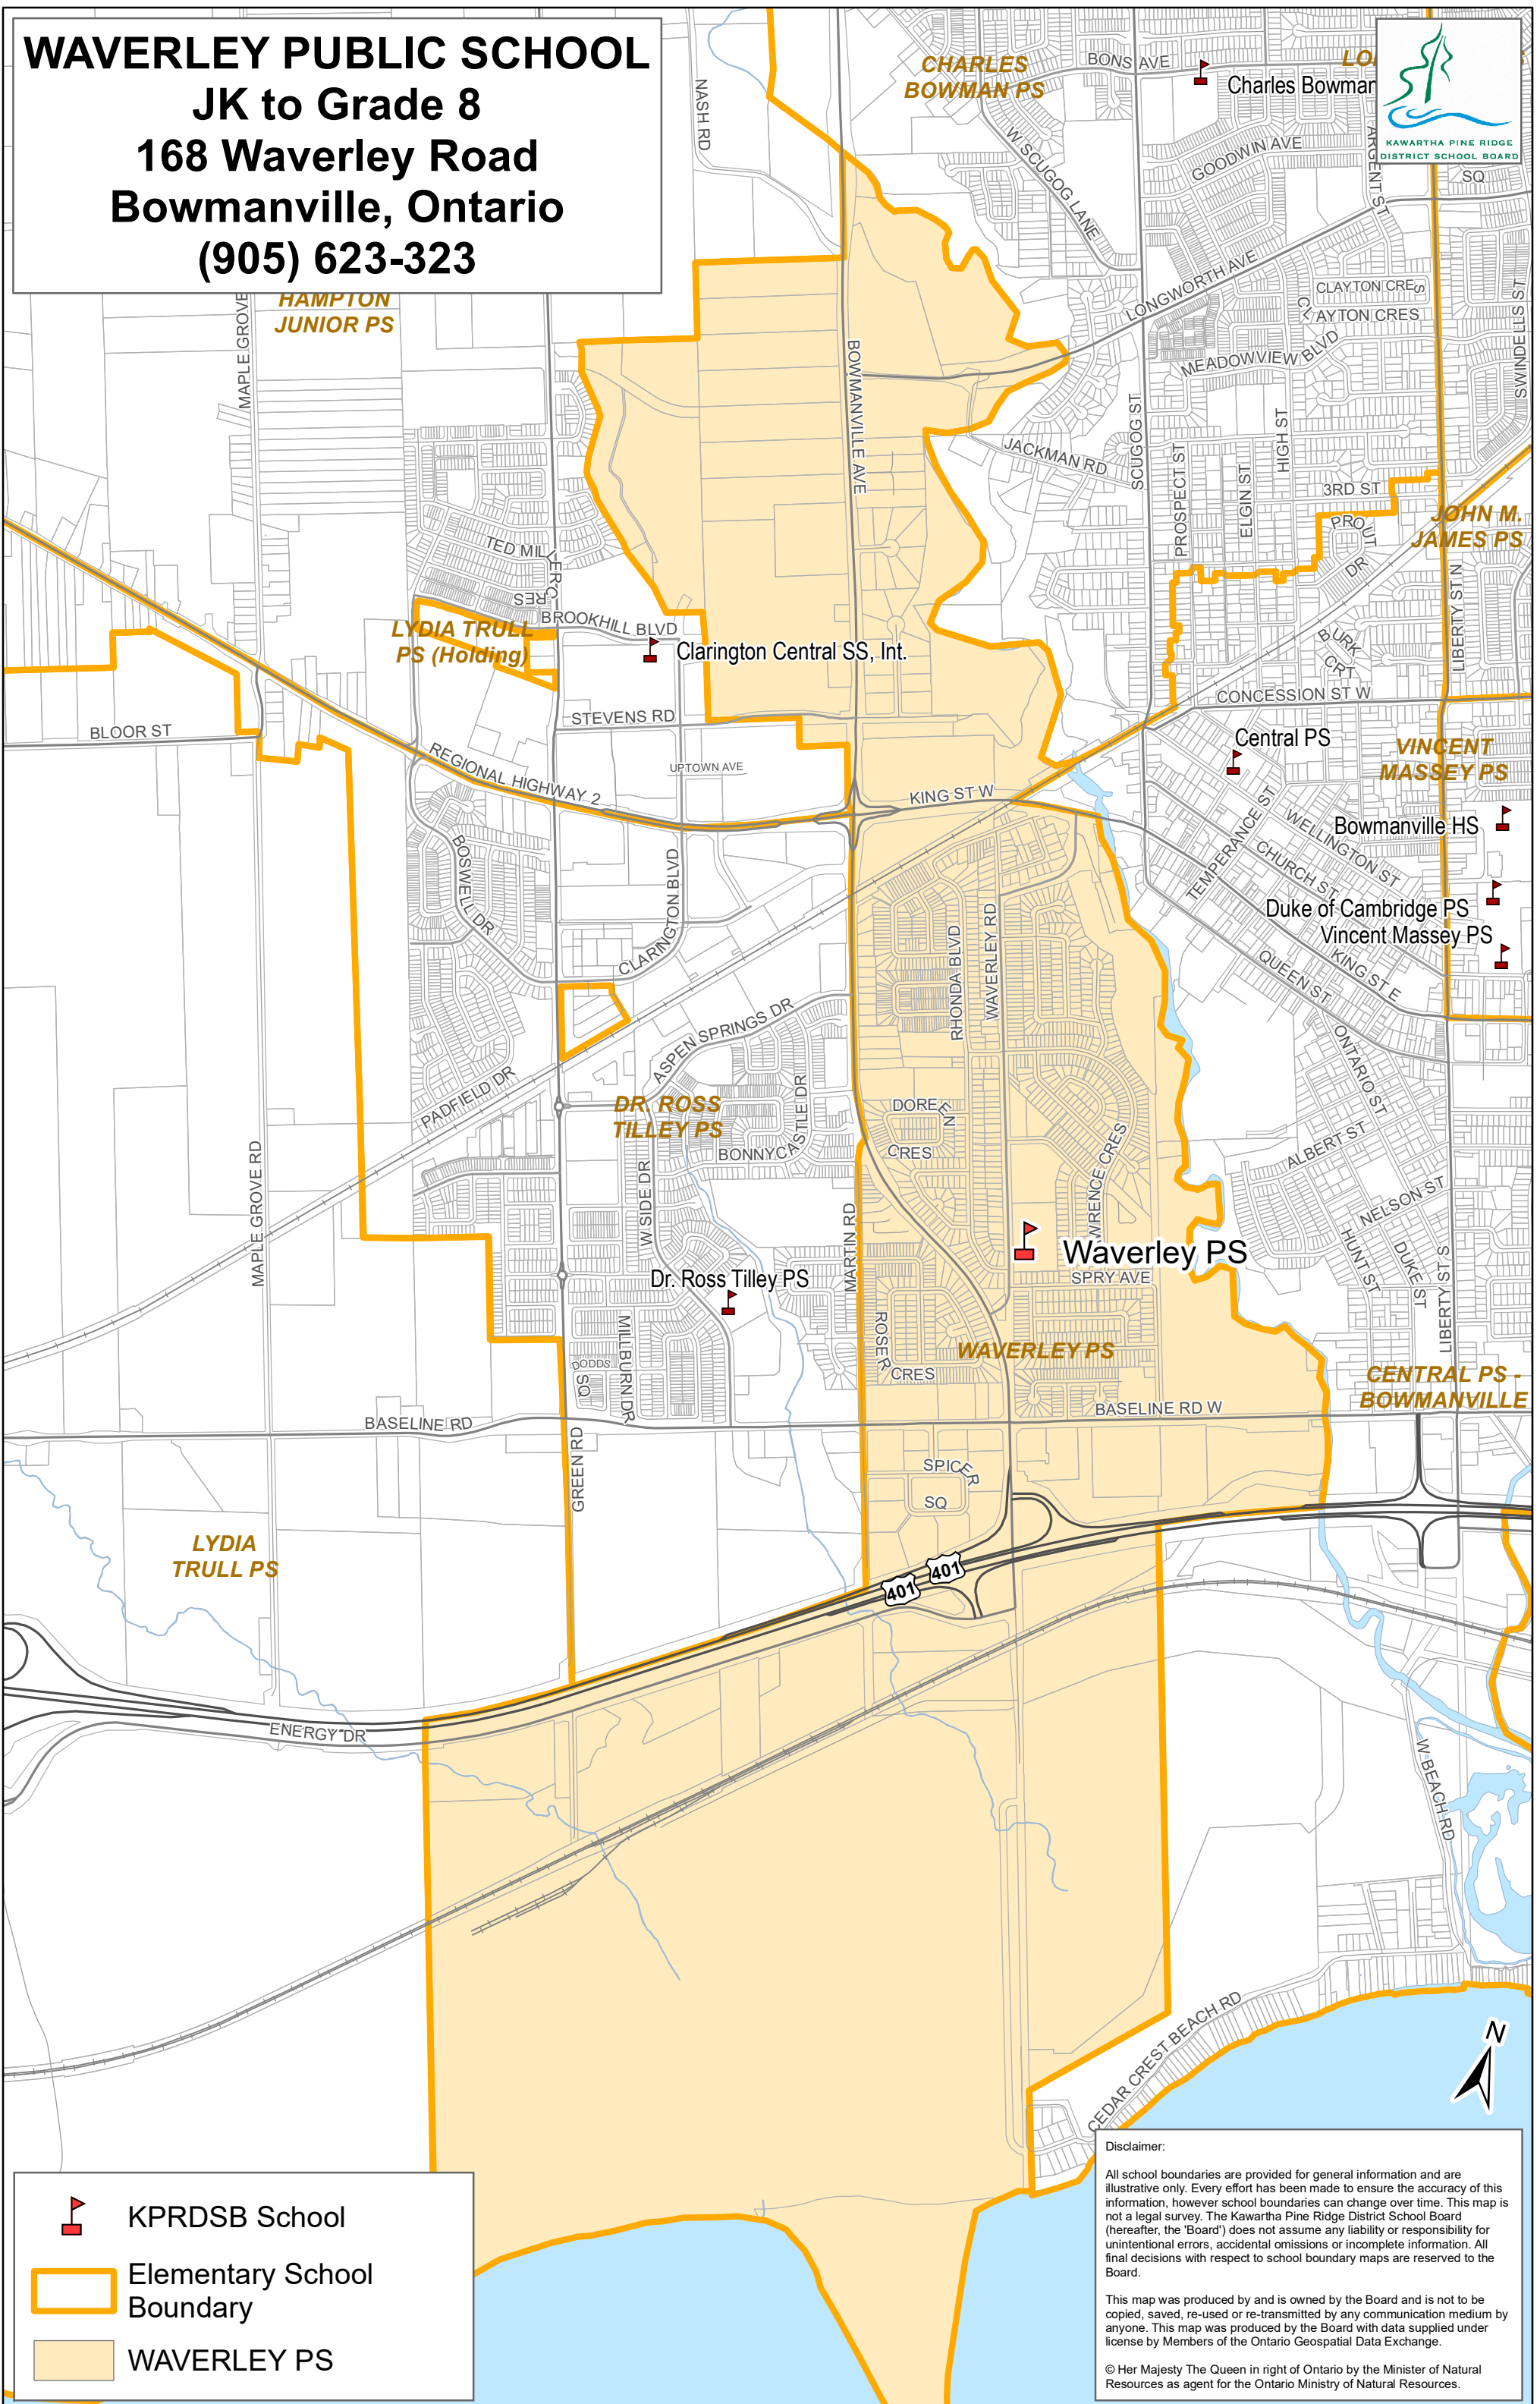 WAVERLEY PUBLIC SCHOOL
JK to Grade 8
168 Waverley Road
Bowmanville, Ontario
(905) 623-323
KAWARTHA PINE RIDGE
DISTRICT SCHOOL BOARD
CHARLES
BOWMAN PS
BONS AVE
Charles Bowman
NASH RD
W SCUGOG LANE
GOODWIN AVE
ARGENT ST
SQ
LONGWORTH AVE
CLAYTON CRES
CLAYTON CRES
MEADOWVIEW BLVD
SWINDELLS ST
HAMPTON
JUNIOR PS
MAPLE GROVE
BOWMANVILLE AVE
JACKMAN RD
SCUGOG ST
PROSPECT ST
ELGIN ST
HIGH ST
3RD ST
PROUT
DR
JOHN M.
JAMES PS
LIBERTY ST N
TED MILLER CRES
CRES
BROOKHILL BLVD
LYDIA TRULL
PS (Holding)
Clarington Central SS, Int.
BURK
CRT
CONCESSION ST W
STEVENS RD
BLOOR ST
Central PS
VINCENT
MASSEY PS
REGIONAL HIGHWAY 2
UPTOWN AVE
KING ST W
Bowmanville HS
WELLINGTON ST
TEMPERANCE ST
CHURCH ST
BOSWELL DR
CLARINGTON BLVD
Duke of Cambridge PS
Vincent Massey PS
RHONDA BLVD
WAVERLEY RD
QUEEN ST
KING ST E
ASPEN SPRINGS DR
ONTARIO ST
PADFIELD DR
DR. ROSS
TILLEY PS
DOREEN
CRES
BONNYCASTLE DR
ALBERT ST
MAPLE GROVE RD
W SIDE DR
MARTIN RD
WRENCE CRES
NELSON ST
HUNT ST
DUKE ST
LIBERTY ST S
Waverley PS
Dr. Ross Tilley PS
SPRY AVE
ROSER
CRES
WAVERLEY PS
MILBURN DR
DODDS
SQ
CENTRAL PS -
BOWMANVILLE
BASELINE RD
BASELINE RD W
GREEN RD
SPICER
SQ
LYDIA
TRULL PS
401
401
ENERGY DR
W BEACH RD
CEDAR CREST BEACH RD
N
KPRDSB School
Elementary School
Boundary
WAVERLEY PS
Disclaimer:
All school boundaries are provided for general information and are
illustrative only. Every effort has been made to ensure the accuracy of this
information, however school boundaries can change over time. This map is
not a legal survey. The Kawartha Pine Ridge District School Board
(hereafter, the 'Board') does not assume any liability or responsibility for
unintentional errors, accidental omissions or incomplete information. All
final decisions with respect to school boundary maps are reserved to the
Board.
This map was produced by and is owned by the Board and is not to be
copied, saved, re-used or re-transmitted by any communication medium by
anyone. This map was produced by the Board with data supplied under
license by Members of the Ontario Geospatial Data Exchange.
© Her Majesty The Queen in right of Ontario by the Minister of Natural
Resources as agent for the Ontario Ministry of Natural Resources.